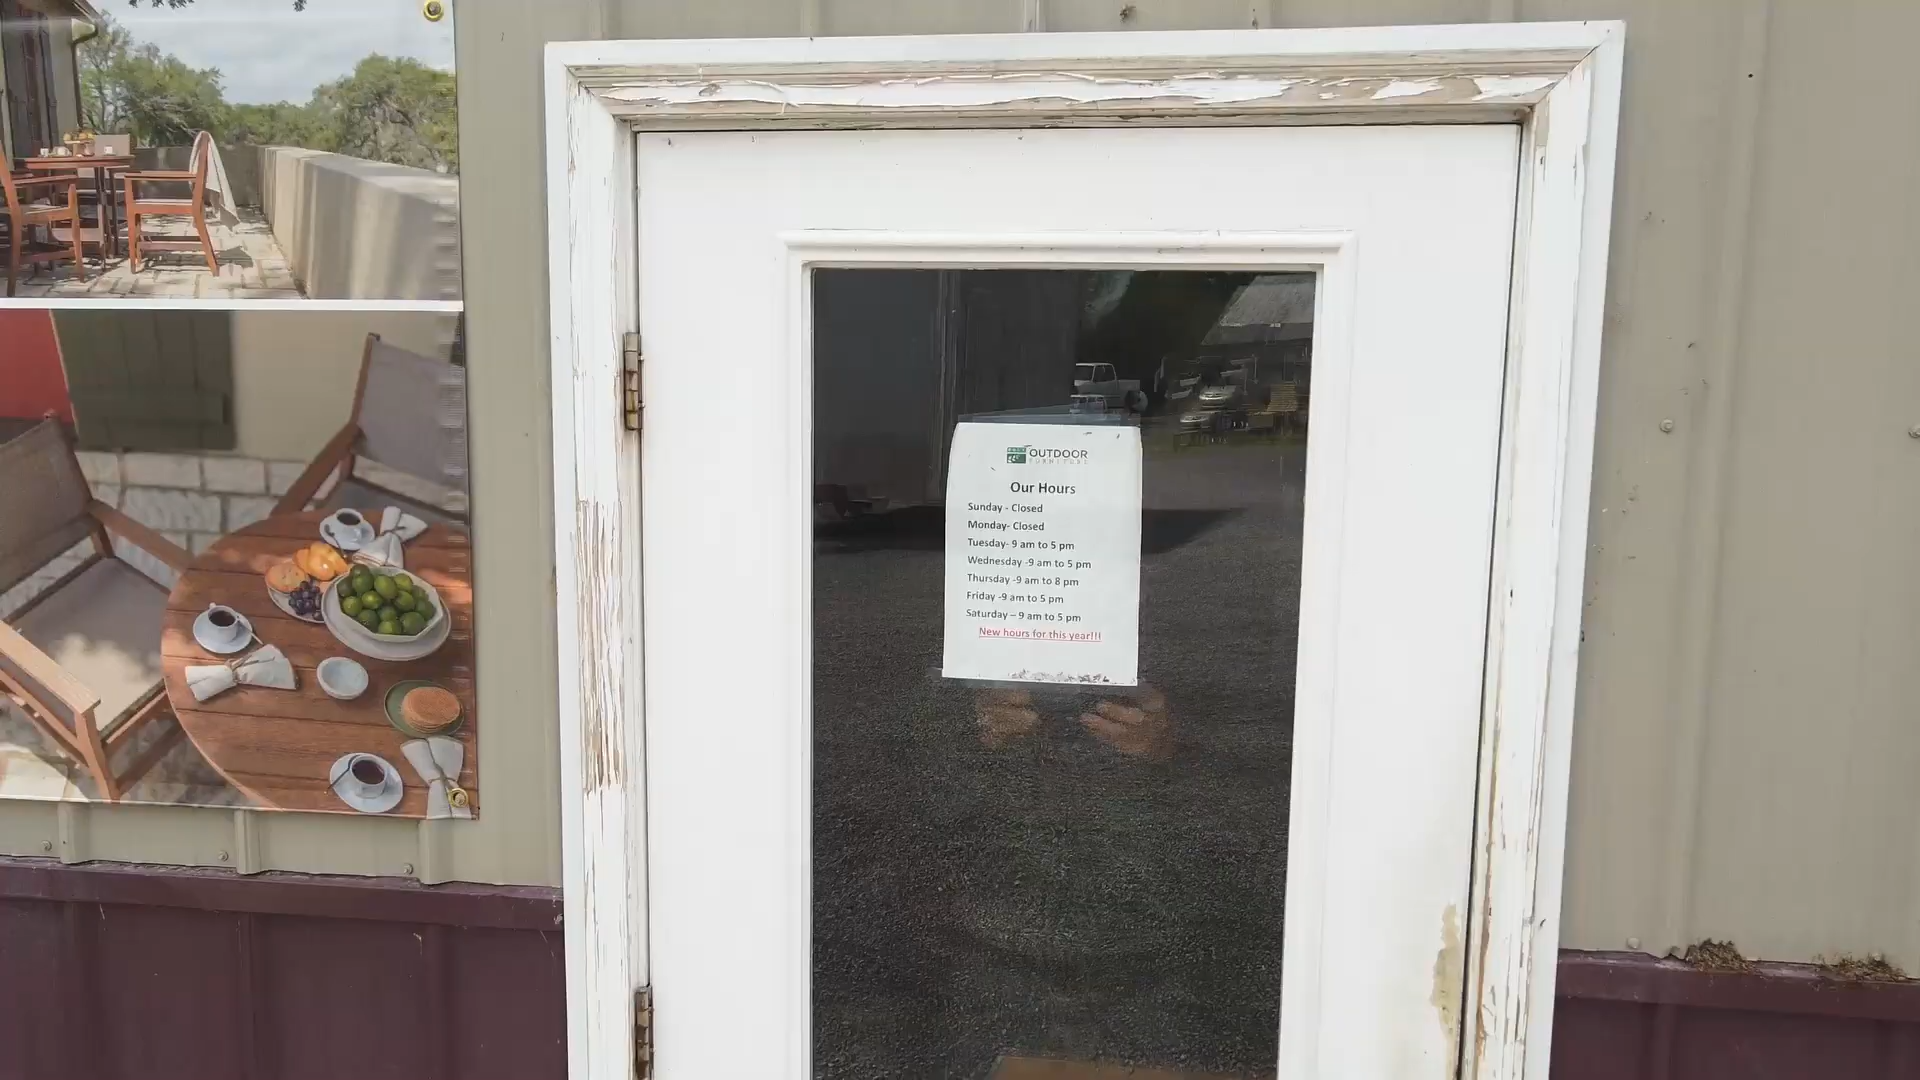 OUTDOOR
FURNITURE
Our Hours
Sunday - Closed
Monday- Closed
Tuesday- 9 am to 5 pm
Wednesday -9 am to 5 pm
Thursday -9 am to 8 pm
Friday -9 am to 5 pm
Saturday – 9 am to 5 pm
New hours for this year!!!